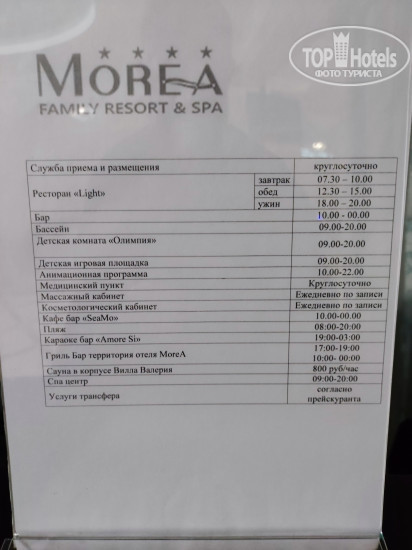 TOPHotels
ФОТО ТУРИСТА
MOREA
FAMILY RESORT & SPA
Служба приема и размещения круглосуточно
Ресторан «Light» завтрак 07.30 – 10.00
обед 12.30 – 15.00
ужин 18.00 – 20.00
Бар 10.00 - 00.00
Бассейн 09.00-20.00
Детская комната «Олимпия» 09.00-20.00
Детская игровая площадка 09.00-20.00
Анимационная программа 10.00-22.00
Медицинский пункт Круглосуточно
Массажный кабинет Ежедневно по записи
Косметологический кабинет Ежедневно по записи
Кафе бар «SeaMo» 10.00-00.00
Пляж 08:00-20:00
Караоке бар «Amore Si» 19:00-03:00
Гриль Бар территория отеля MoreA 17:00-19:00
10:00- 00:00
Сауна в корпусе Вилла Валерия 800 руб/час
Спа центр 09:00-20:00
Услуги трансфера согласно
прейскуранта